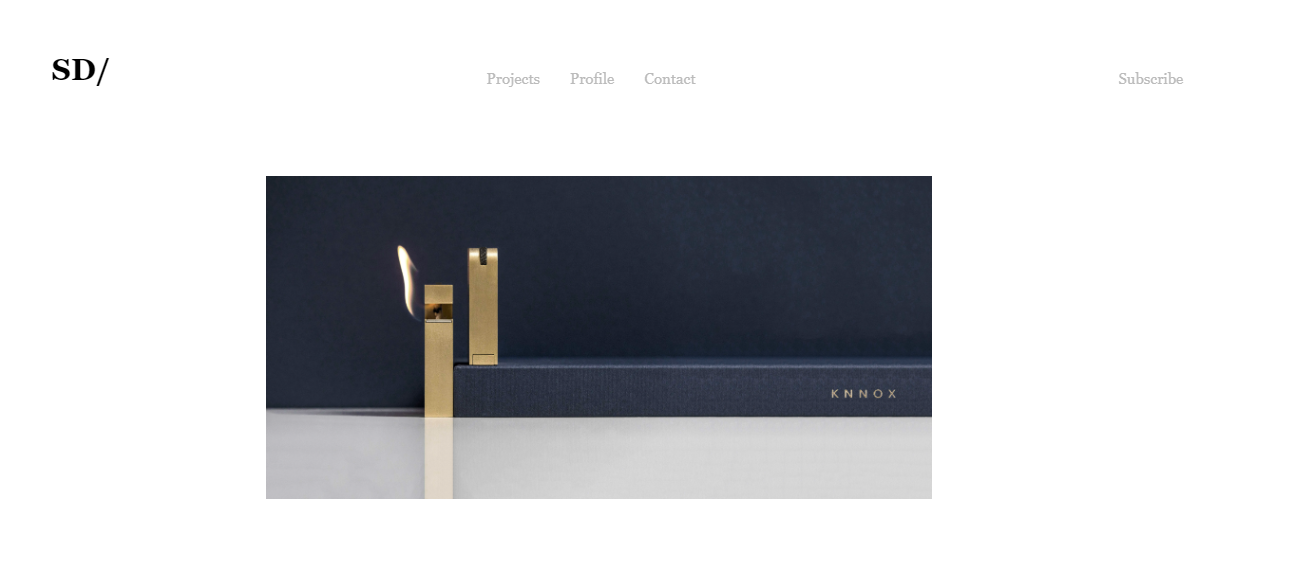 SD/
Projects Profile Contact
Subscribe
KNNOX